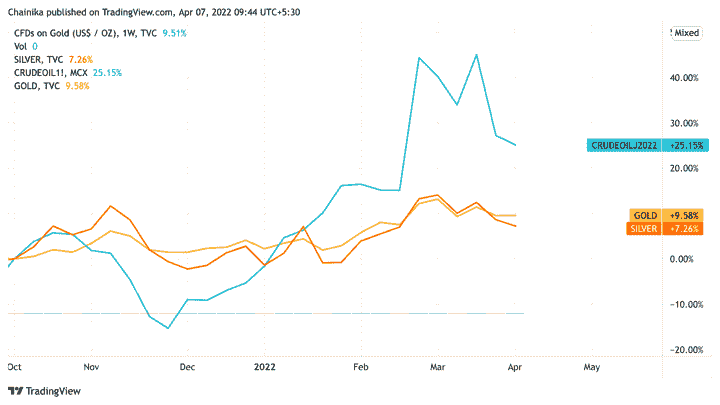 Chainika published on TradingView.com, Apr 07, 2022 09:44 UTC+5:30
CFDs on Gold (US$ / OZ), 1W, TVC 9.51%
Vol 0
SILVER, TVC 7.26%
CRUDEOIL1!, MCX 25.15%
GOLD, TVC 9.58%
Mixed
40.00%
30.00%
CRUDEOILJ2022 +25.15%
20.00%
GOLD +9.58%
SILVER +7.26%
0.00%
−10.00%
−20.00%
Oct Nov Dec 2022 Feb Mar Apr May
TradingView